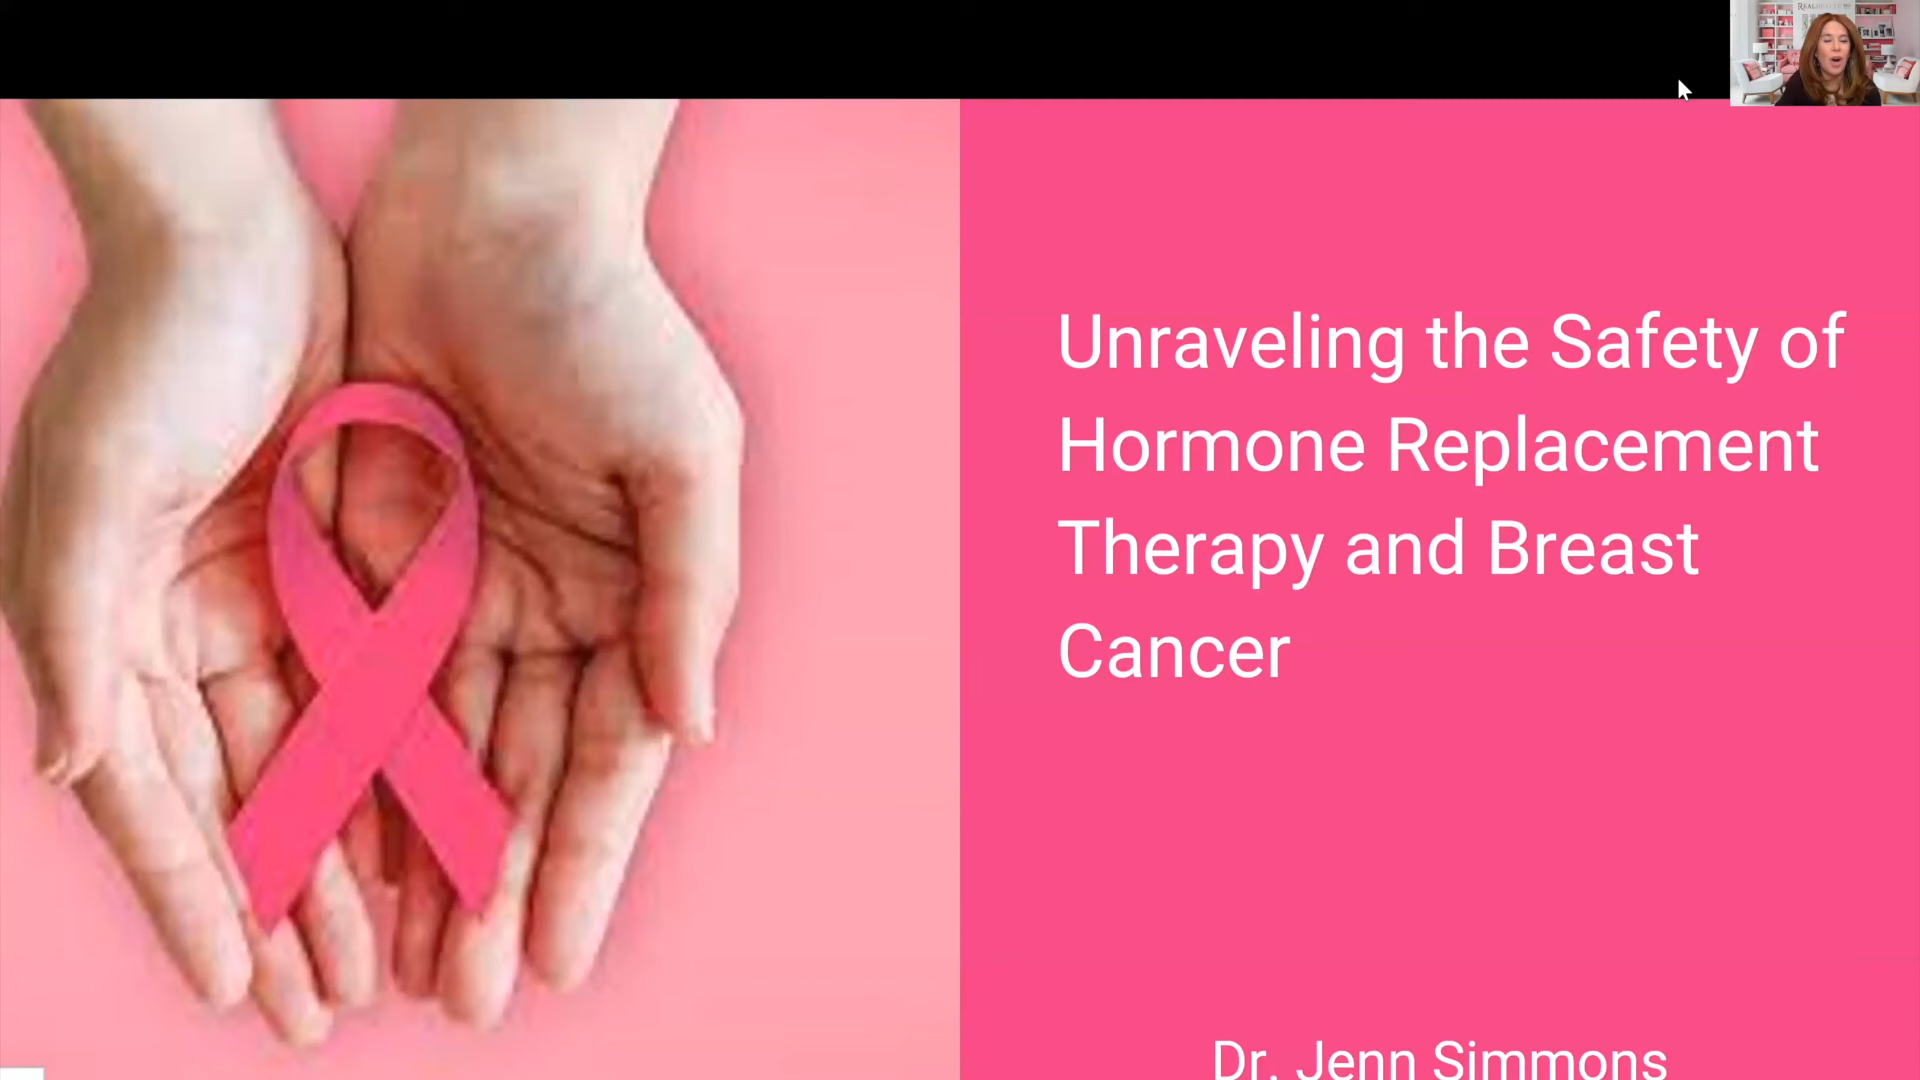 Unraveling the Safety of
Hormone Replacement
Therapy and Breast
Cancer
Dr. Jenn Simmons